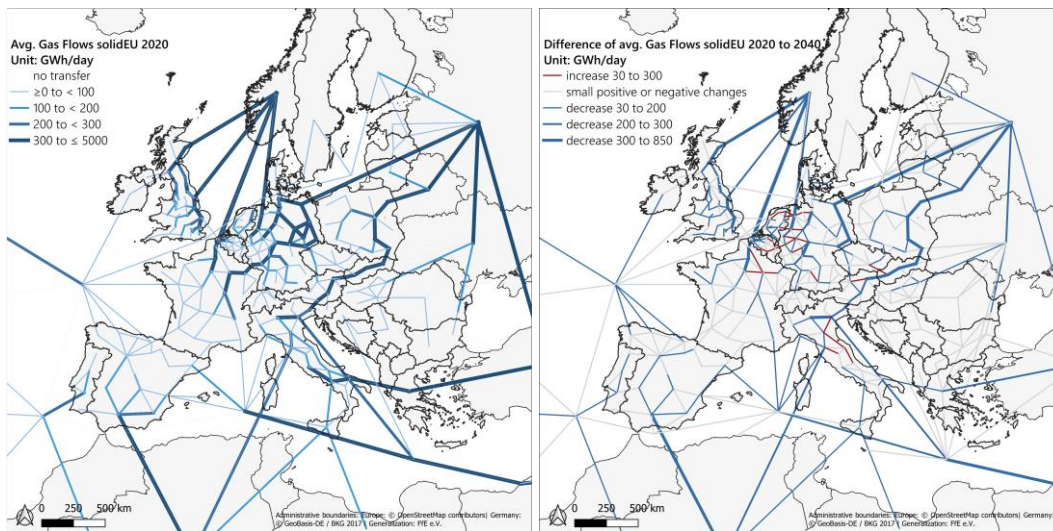 Avg. Gas Flows solidEU 2020
Unit: GWh/day
no transfer
≥0 to < 100
100 to < 200
200 to < 300
300 to ≤ 5000
0 250 500 km
Administrative boundaries: Europe: © OpenStreetMap contributors| Germany:
© GeoBasis-DE / BKG 2017 | Generalization: FfE e.V.
Difference of avg. Gas Flows solidEU 2020 to 2040
Unit: GWh/day
increase 30 to 300
small positive or negative changes
decrease 30 to 200
decrease 200 to 300
decrease 300 to 850
0 250 500 km
Administrative boundaries: Europe: © OpenStreetMap contributors| Germany:
© GeoBasis-DE / BKG 2017 | Generalization: FfE e.V.